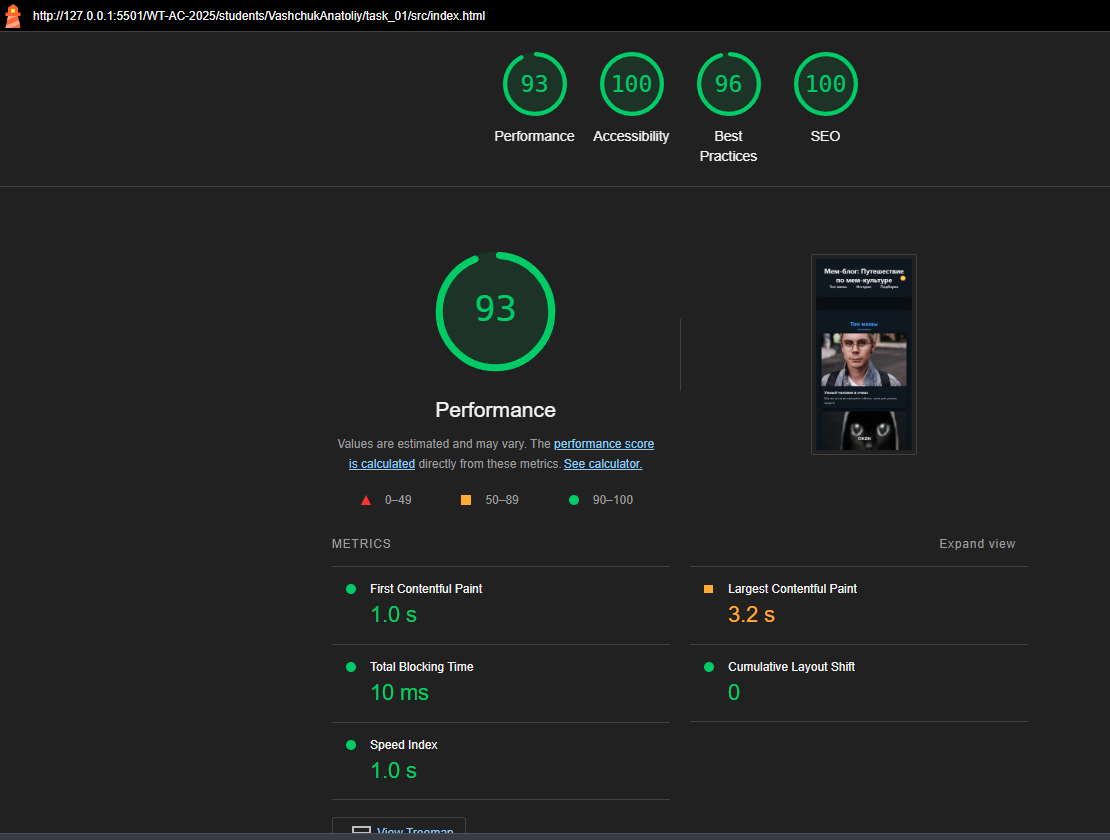 http://127.0.0.1:5501/WT-AC-2025/students/VashchukAnatoliy/task_01/src/index.html
93
100
96
100
Performance
Accessibility
Best
Practices
SEO
93
Performance
Values are estimated and may vary. The performance score
is calculated directly from these metrics. See calculator.
0–49
50–89
90–100
Мем-блог: Путешествие
по мем-культуре
Топ мемы
История
Подборка
Топ мемы
METRICS
Expand view
First Contentful Paint
1.0 s
Largest Contentful Paint
3.2 s
Total Blocking Time
10 ms
Cumulative Layout Shift
0
Speed Index
1.0 s
View Treemap